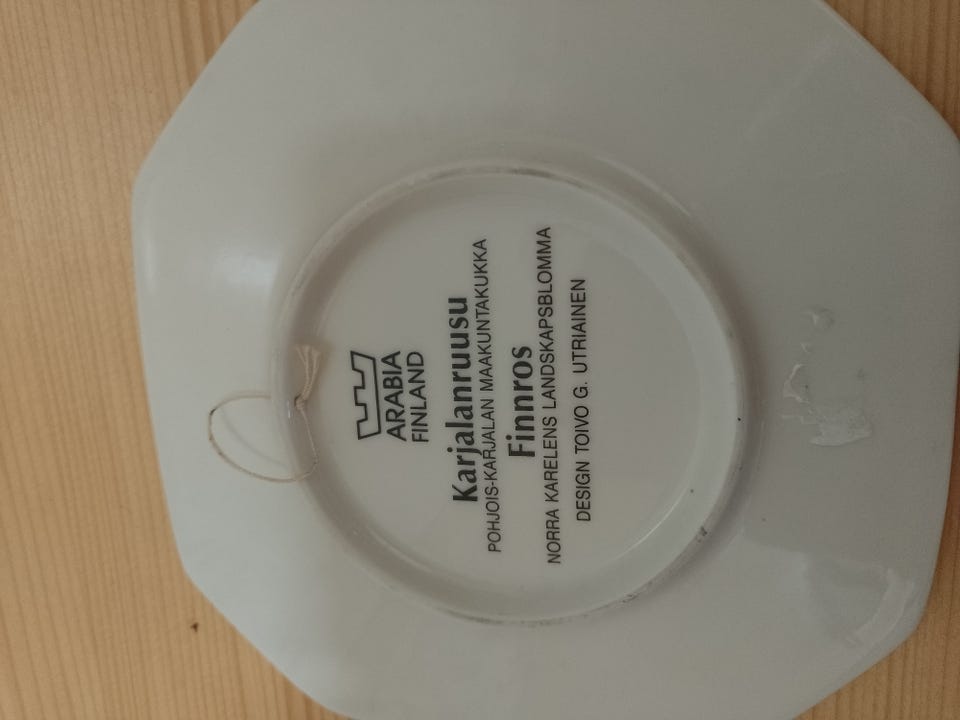 ARABIA
FINLAND
Karjalanruusu
POHJOIS-KARJALAN MAAKUNTAKUKKA
Finnros
NORRA KARELENS LANDSKAPSBLOMMA
DESIGN TOIVO G. UTRIAINEN